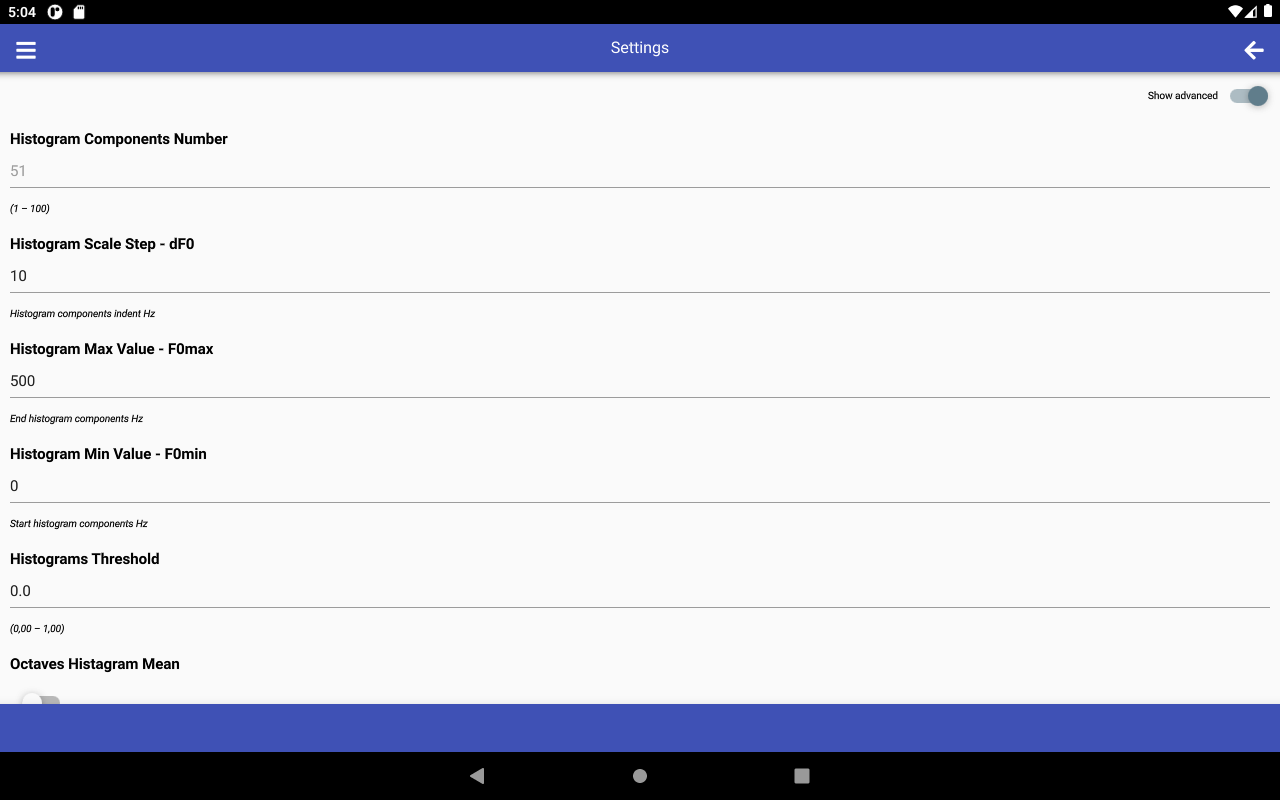 5:04
Settings
Show advanced
Histogram Components Number
51
(1 – 100)
Histogram Scale Step - dF0
10
Histogram components indent Hz
Histogram Max Value - F0max
500
End histogram components Hz
Histogram Min Value - F0min
0
Start histogram components Hz
Histograms Threshold
0.0
(0,00 – 1,00)
Octaves Histagram Mean